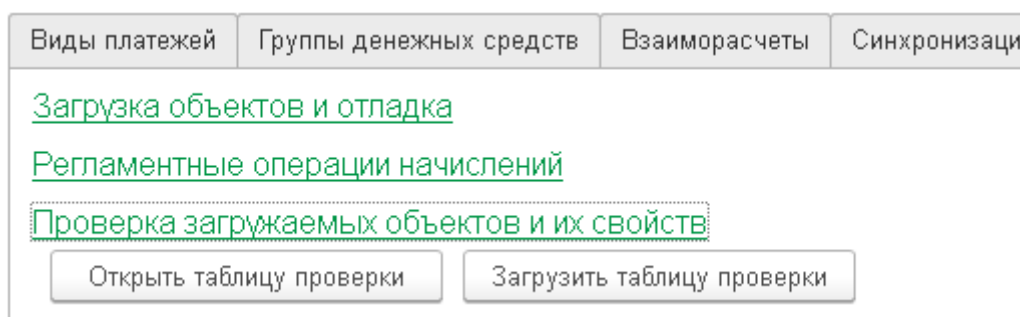 Виды платежей Группы денежных средств Взаиморасчеты Синхронизаци
Загрузка объектов и отладка
Регламентные операции начислений
Проверка загружаемых объектов и их свойств
Открыть таблицу проверки Загрузить таблицу проверки